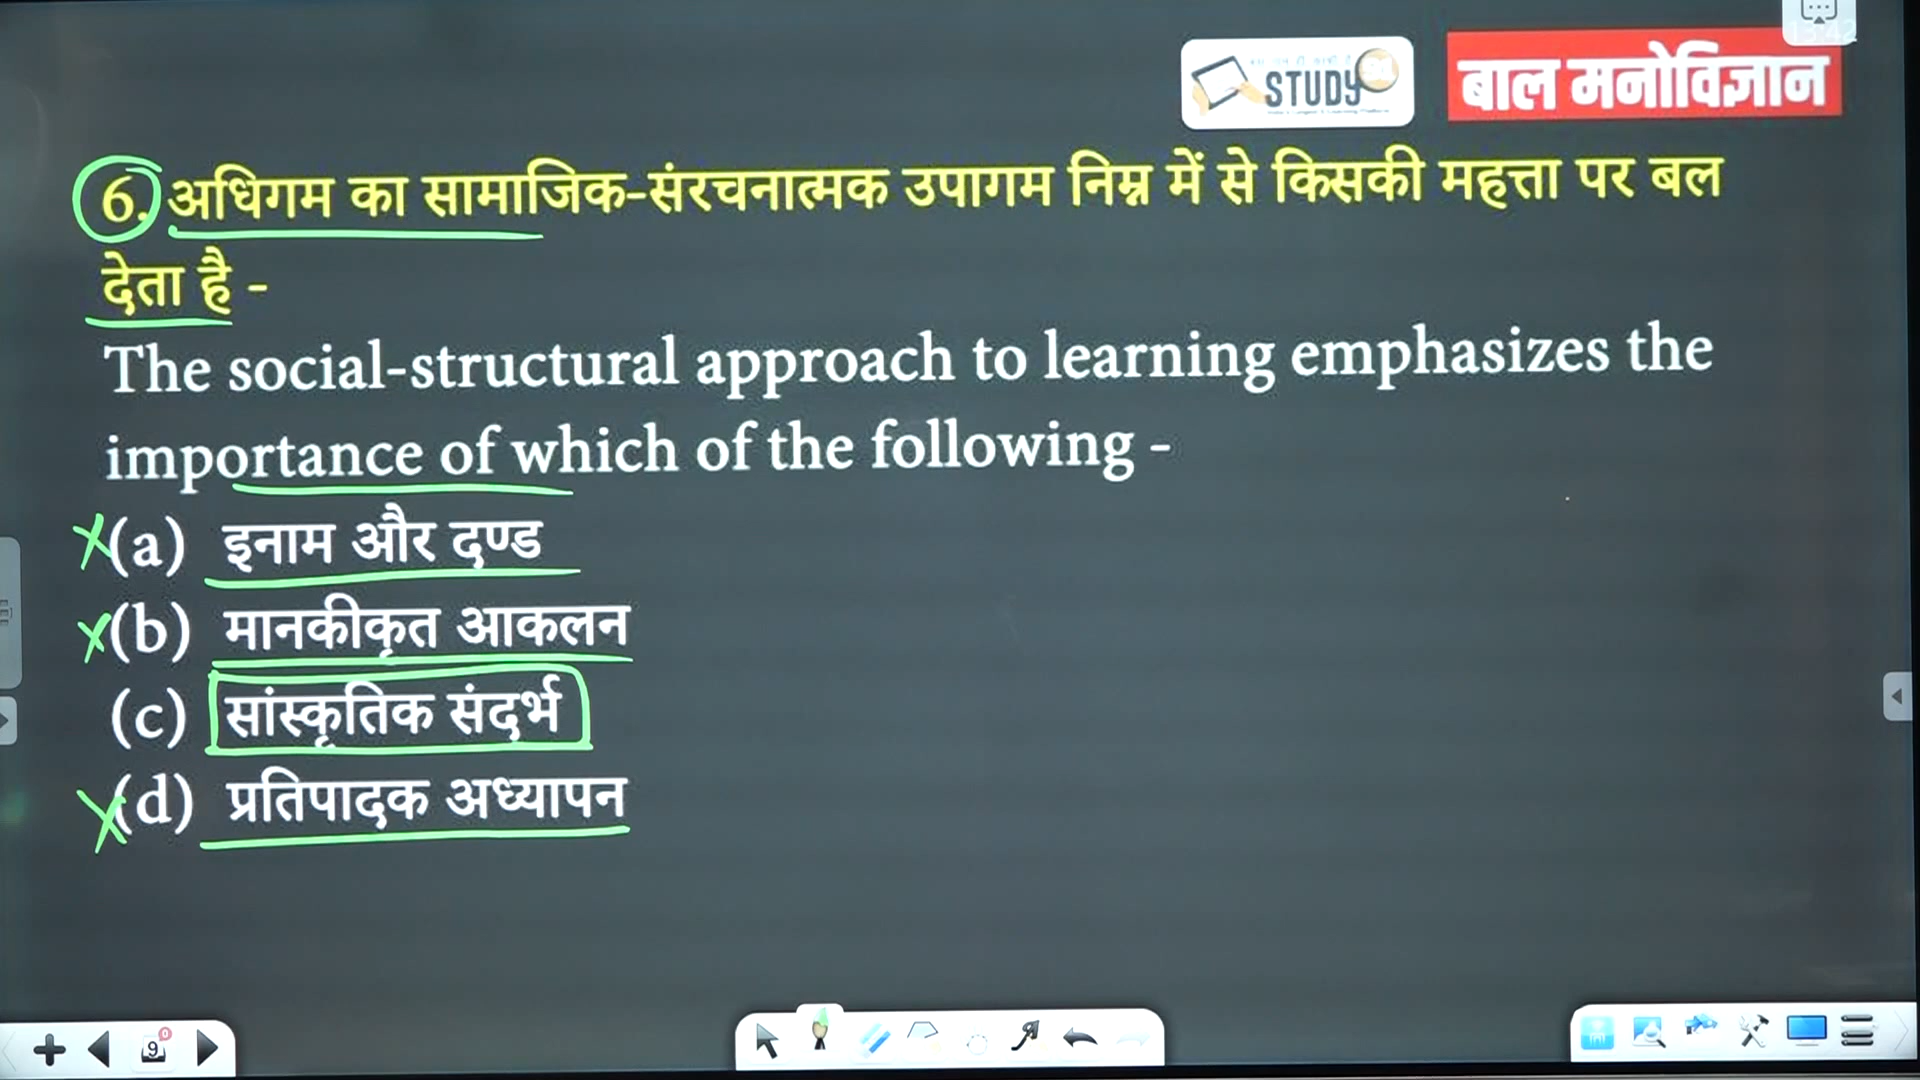 STUDY
बाल मनोविज्ञान
6. अधिगम का सामाजिक-संरचनात्मक उपागम निम्न में से किसकी महत्ता पर बल
देता है -
The social-structural approach to learning emphasizes the
importance of which of the following -
(a) इनाम और दण्ड
(b) मानकीकृत आकलन
(c) सांस्कृतिक संदर्भ
(d) प्रतिपादक अध्यापन
9